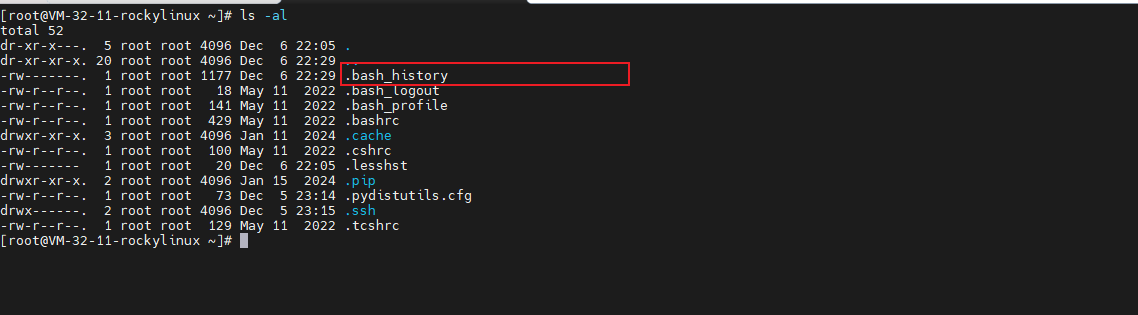 [root@VM-32-11-rockylinux ~]# ls -al
total 52
dr-xr-x---.  5 root root 4096 Dec  6 22:05 .
dr-xr-xr-x. 20 root root 4096 Dec  6 22:29 ..
-rw-------.  1 root root 1177 Dec  6 22:29 .bash_history
-rw-r--r--.  1 root root   18 May 11  2022 .bash_logout
-rw-r--r--.  1 root root  141 May 11  2022 .bash_profile
-rw-r--r--.  1 root root  429 May 11  2022 .bashrc
drwxr-xr-x.  3 root root 4096 Jan 11  2024 .cache
-rw-r--r--.  1 root root  100 May 11  2022 .cshrc
-rw-------   1 root root   20 Dec  6 22:05 .lesshst
drwxr-xr-x.  2 root root 4096 Jan 15  2024 .pip
-rw-r--r--.  1 root root   73 Dec  5 23:14 .pydistutils.cfg
drwx------.  2 root root 4096 Dec  5 23:15 .ssh
-rw-r--r--.  1 root root  129 May 11  2022 .tcshrc
[root@VM-32-11-rockylinux ~]#